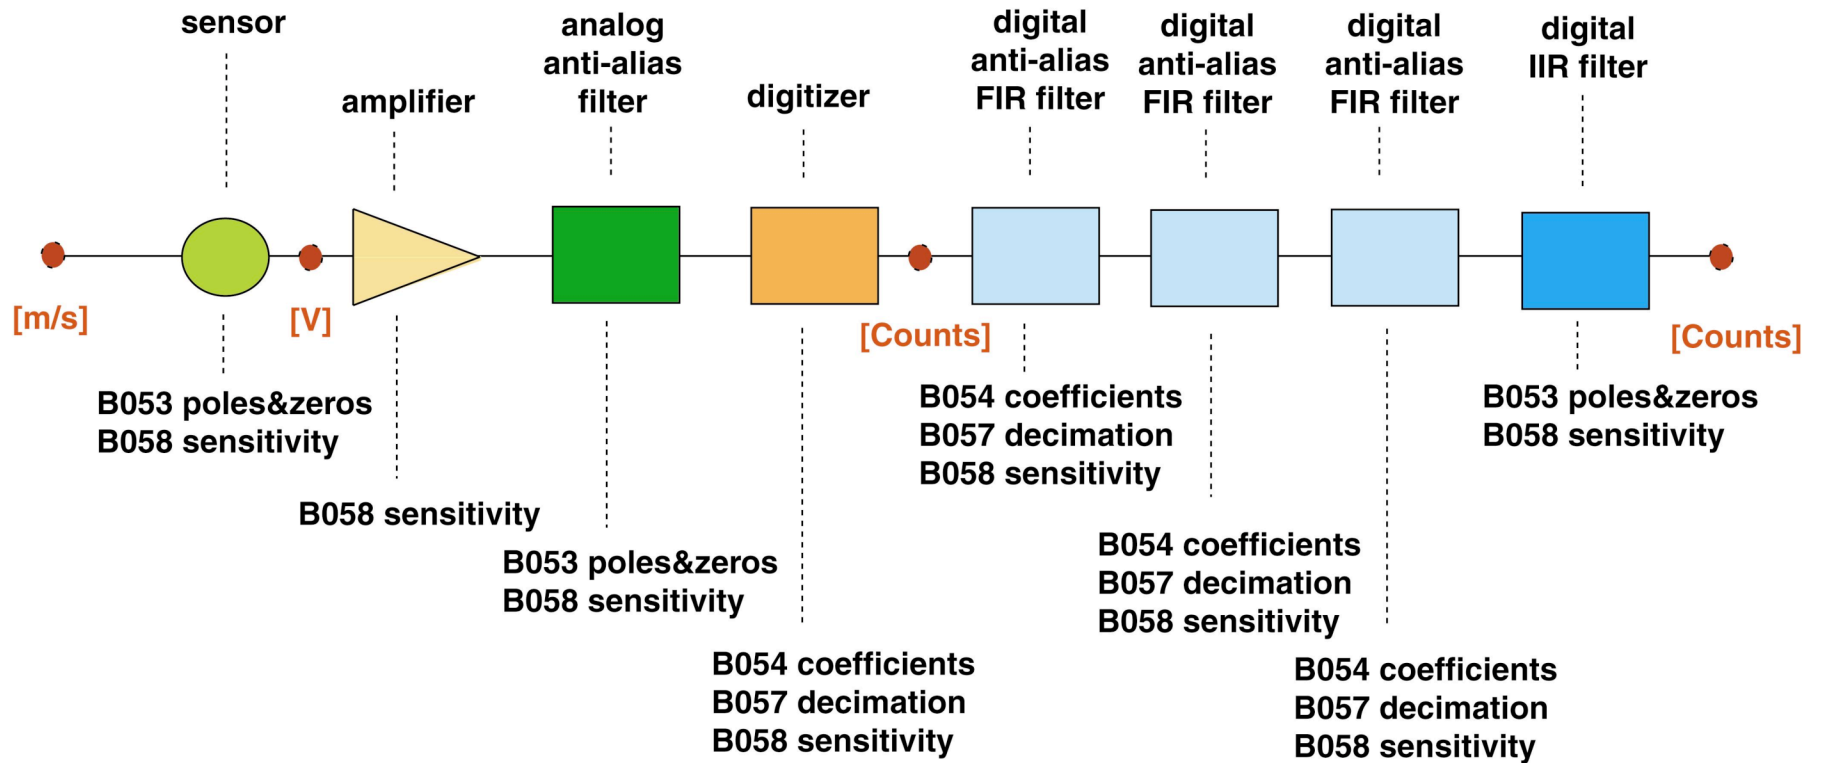 sensor
amplifier
analog
anti-alias
filter
digitizer
digital
anti-alias
FIR filter
digital
anti-alias
FIR filter
digital
anti-alias
FIR filter
digital
IIR filter
[m/s]
[V]
[Counts]
[Counts]
B053 poles&zeros
B058 sensitivity
B058 sensitivity
B053 poles&zeros
B058 sensitivity
B054 coefficients
B057 decimation
B058 sensitivity
B054 coefficients
B057 decimation
B058 sensitivity
B054 coefficients
B057 decimation
B058 sensitivity
B054 coefficients
B057 decimation
B058 sensitivity
B053 poles&zeros
B058 sensitivity